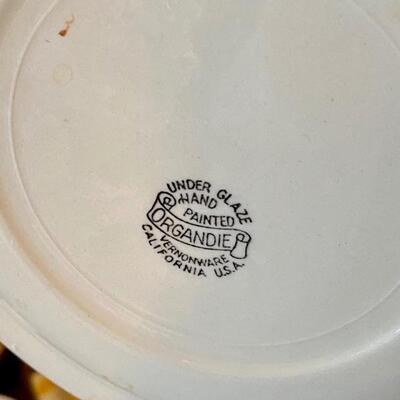 UNDER GLAZE
HAND
PAINTED
ORGANDIE
VERNONWARE
CALIFORNIA U.S.A.